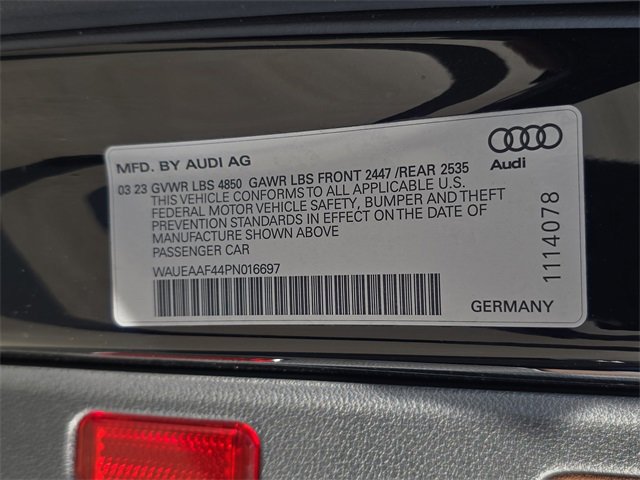 MFD. BY AUDI AG
Audi
03 23 GVWR LBS 4850 GAWR LBS FRONT 2447 /REAR 2535
THIS VEHICLE CONFORMS TO ALL APPLICABLE U.S.
FEDERAL MOTOR VEHICLE SAFETY, BUMPER AND THEFT
PREVENTION STANDARDS IN EFFECT ON THE DATE OF
MANUFACTURE SHOWN ABOVE
PASSENGER CAR
WAUEAAF44PN016697
1114078
GERMANY